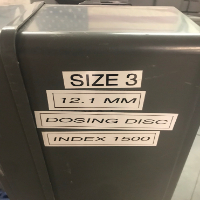 SIZE 3
12.1 MM
DOSING DISC
INDEX 1500